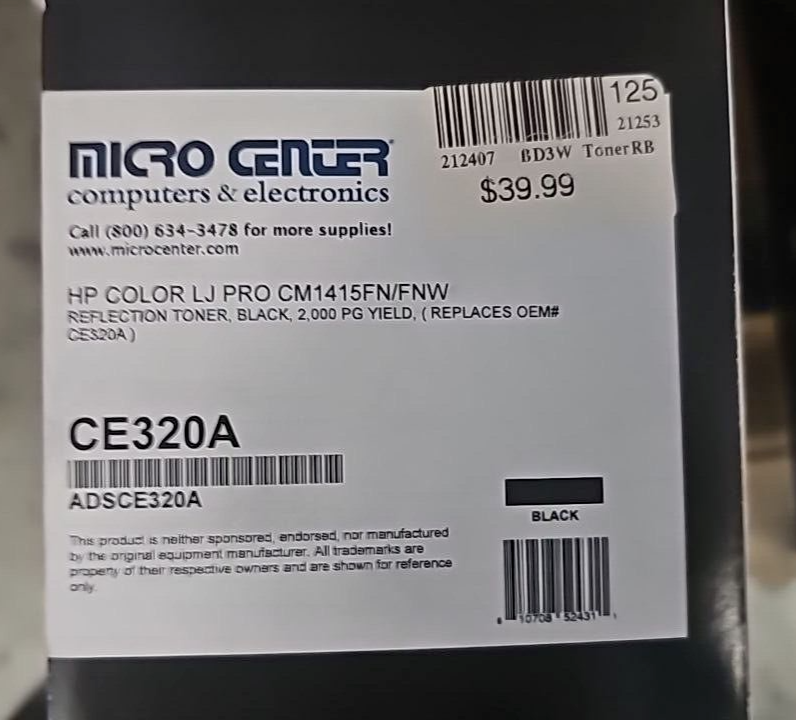 125
21253
212407 BD3W TonerRB
$39.99
MICRO CENTER
computers & electronics
Call (800) 634-3478 for more supplies!
www.microcenter.com
HP COLOR LJ PRO CM1415FN/FNW
REFLECTION TONER, BLACK, 2,000 PG YIELD, ( REPLACES OEM#
CE320A )
CE320A
ADSCE320A
BLACK
This product is neither sponsored, endorsed, nor manufactured
by the original equipment manufacturer. All trademarks are
property of their respective owners and are shown for reference
only.
10708 52431